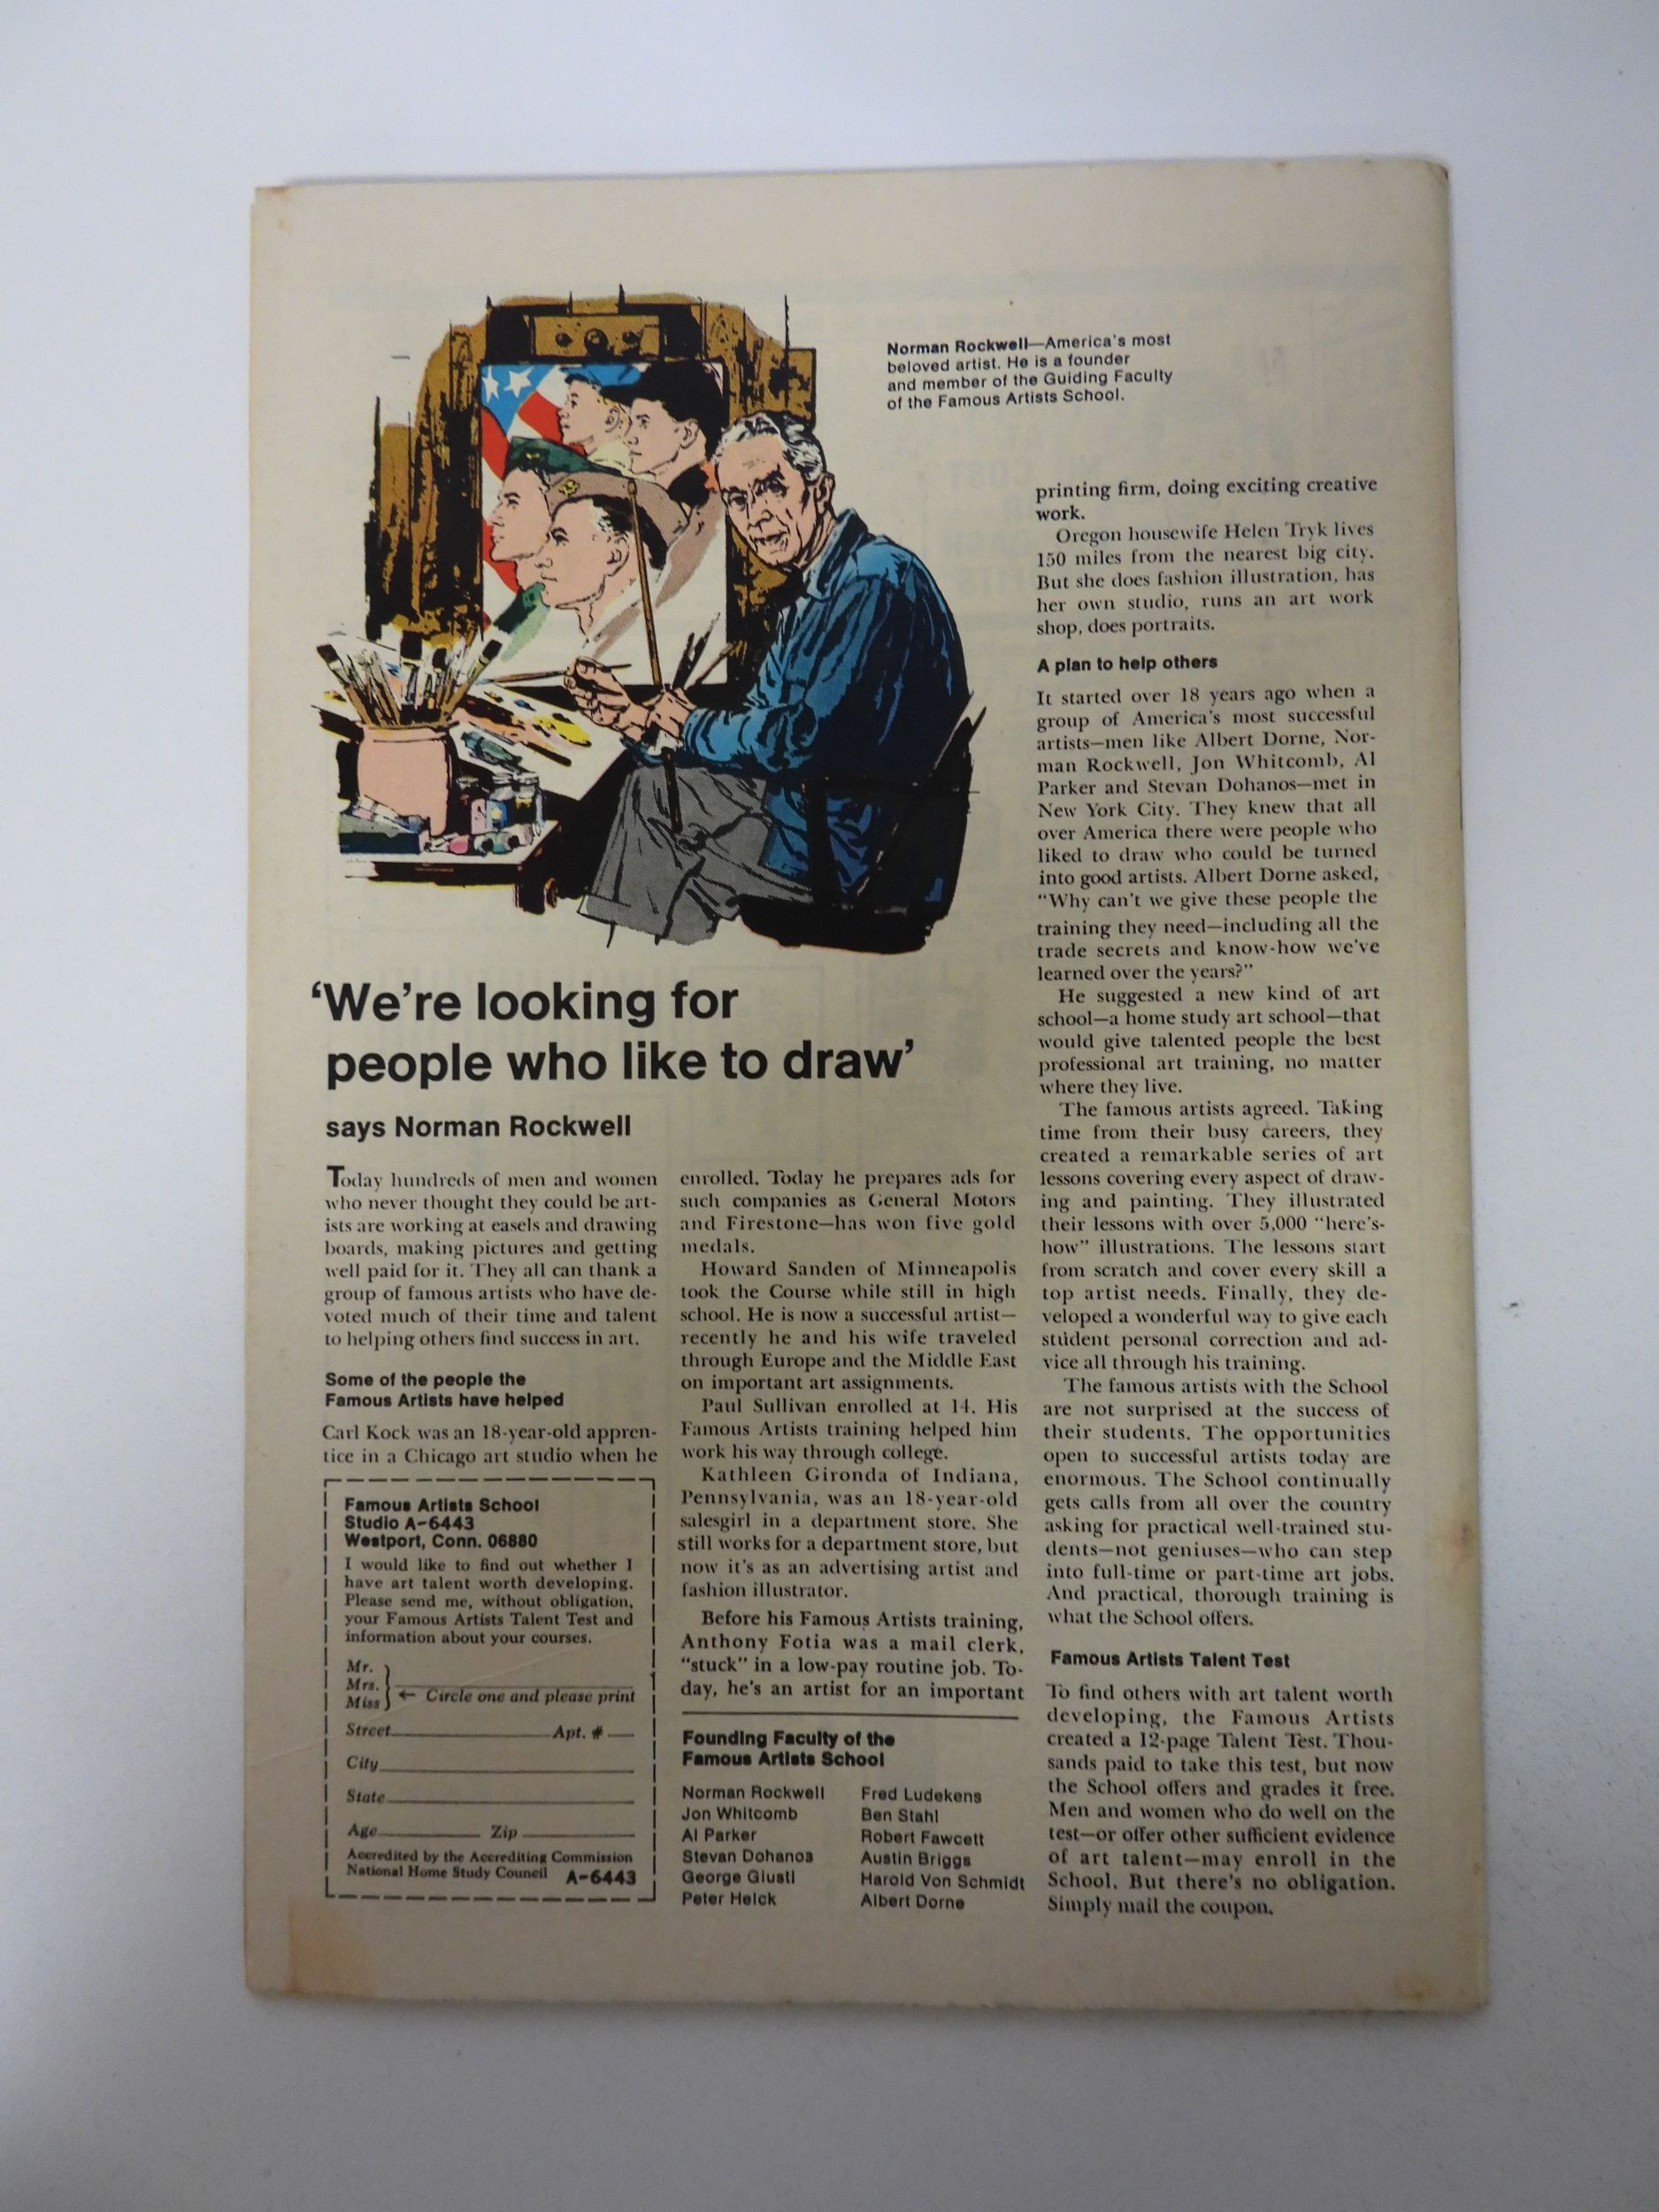 Norman Rockwell—America's most
beloved artist. He is a founder
and member of the Guiding Faculty
of the Famous Artists School.
'We're looking for
people who like to draw'
says Norman Rockwell
Today hundreds of men and women
who never thought they could be art-
ists are working at easels and drawing
boards, making pictures and getting
well paid for it. They all can thank a
group of famous artists who have de-
voted much of their time and talent
to helping others find success in art.
Some of the people the
Famous Artists have helped
Carl Kock was an 18-year-old appren-
tice in a Chicago art studio when he
enrolled. Today he prepares ads for
such companies as General Motors
and Firestone—has won five gold
medals.
Howard Sanden of Minneapolis
took the Course while still in high
school. He is now a successful artist—
recently he and his wife traveled
through Europe and the Middle East
on important art assignments.
Paul Sullivan enrolled at 14. His
Famous Artists training helped him
work his way through college.
Kathleen Gironda of Indiana,
Pennsylvania, was an 18-year-old
salesgirl in a department store. She
still works for a department store, but
now it's as an advertising artist and
fashion illustrator.
Before his Famous Artists training,
Anthony Fotia was a mail clerk,
"stuck" in a low-pay routine job. To-
day, he's an artist for an important
printing firm, doing exciting creative
work.
Oregon housewife Helen Tryk lives
150 miles from the nearest big city.
But she does fashion illustration, has
her own studio, runs an art work
shop, does portraits.
A plan to help others
It started over 18 years ago when a
group of America's most successful
artists—men like Albert Dorne, Nor-
man Rockwell, Jon Whitcomb, Al
Parker and Stevan Dohanos—met in
New York City. They knew that all
over America there were people who
liked to draw who could be turned
into good artists. Albert Dorne asked,
"Why can't we give these people the
training they need—including all the
trade secrets and know-how we've
learned over the years?"
He suggested a new kind of art
school—a home study art school—that
would give talented people the best
professional art training, no matter
where they live.
The famous artists agreed. Taking
time from their busy careers, they
created a remarkable series of art
lessons covering every aspect of draw-
ing and painting. They illustrated
their lessons with over 5,000 "here's-
how" illustrations. The lessons start
from scratch and cover every skill a
top artist needs. Finally, they de-
veloped a wonderful way to give each
student personal correction and ad-
vice all through his training.
The famous artists with the School
are not surprised at the success of
their students. The opportunities
open to successful artists today are
enormous. The School continually
gets calls from all over the country
asking for practical well-trained stu-
dents—not geniuses—who can step
into full-time or part-time art jobs.
And practical, thorough training is
what the School offers.
Famous Artists Talent Test
To find others with art talent worth
developing, the Famous Artists
created a 12-page Talent Test. Thou-
sands paid to take this test, but now
the School offers and grades it free.
Men and women who do well on the
test—or offer other sufficient evidence
of art talent—may enroll in the
School. But there's no obligation.
Simply mail the coupon.
Famous Artists School
Studio A-6443
Westport, Conn. 06880
I would like to find out whether I
have art talent worth developing.
Please send me, without obligation,
your Famous Artists Talent Test and
information about your courses.
Mr.
Mrs.
Miss ← Circle one and please print
Street Apt. #
City
State
Age Zip
Accredited by the Accrediting Commission
National Home Study Council A-6443
Founding Faculty of the
Famous Artists School
Norman Rockwell
Jon Whitcomb
Al Parker
Stevan Dohanos
George Giusti
Peter Helck
Fred Ludekens
Ben Stahl
Robert Fawcett
Austin Briggs
Harold Von Schmidt
Albert Dorne